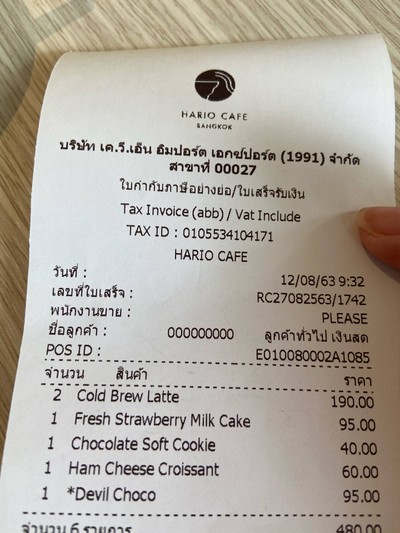 HARIO CAFE
BANGKOK
บริษัท เค.วี.เอ็น อิมปอร์ต เอกซ์ปอร์ต (1991) จำกัด
สาขาที่ 00027
ใบกำกับภาษีอย่างย่อ/ใบเสร็จรับเงิน
Tax Invoice (abb) / Vat Include
TAX ID : 0105534104171
HARIO CAFE
วันที่ : 12/08/63 9:32
เลขที่ใบเสร็จ : RC27082563/1742
พนักงานขาย : PLEASE
ชื่อลูกค้า : 000000000 ลูกค้าทั่วไป เงินสด
POS ID : E010080002A1085
จำนวน สินค้า ราคา
2 Cold Brew Latte 190.00
1 Fresh Strawberry Milk Cake 95.00
1 Chocolate Soft Cookie 40.00
1 Ham Cheese Croissant 60.00
1 *Devil Choco 95.00
จำนวน 6 รายการ 480.00